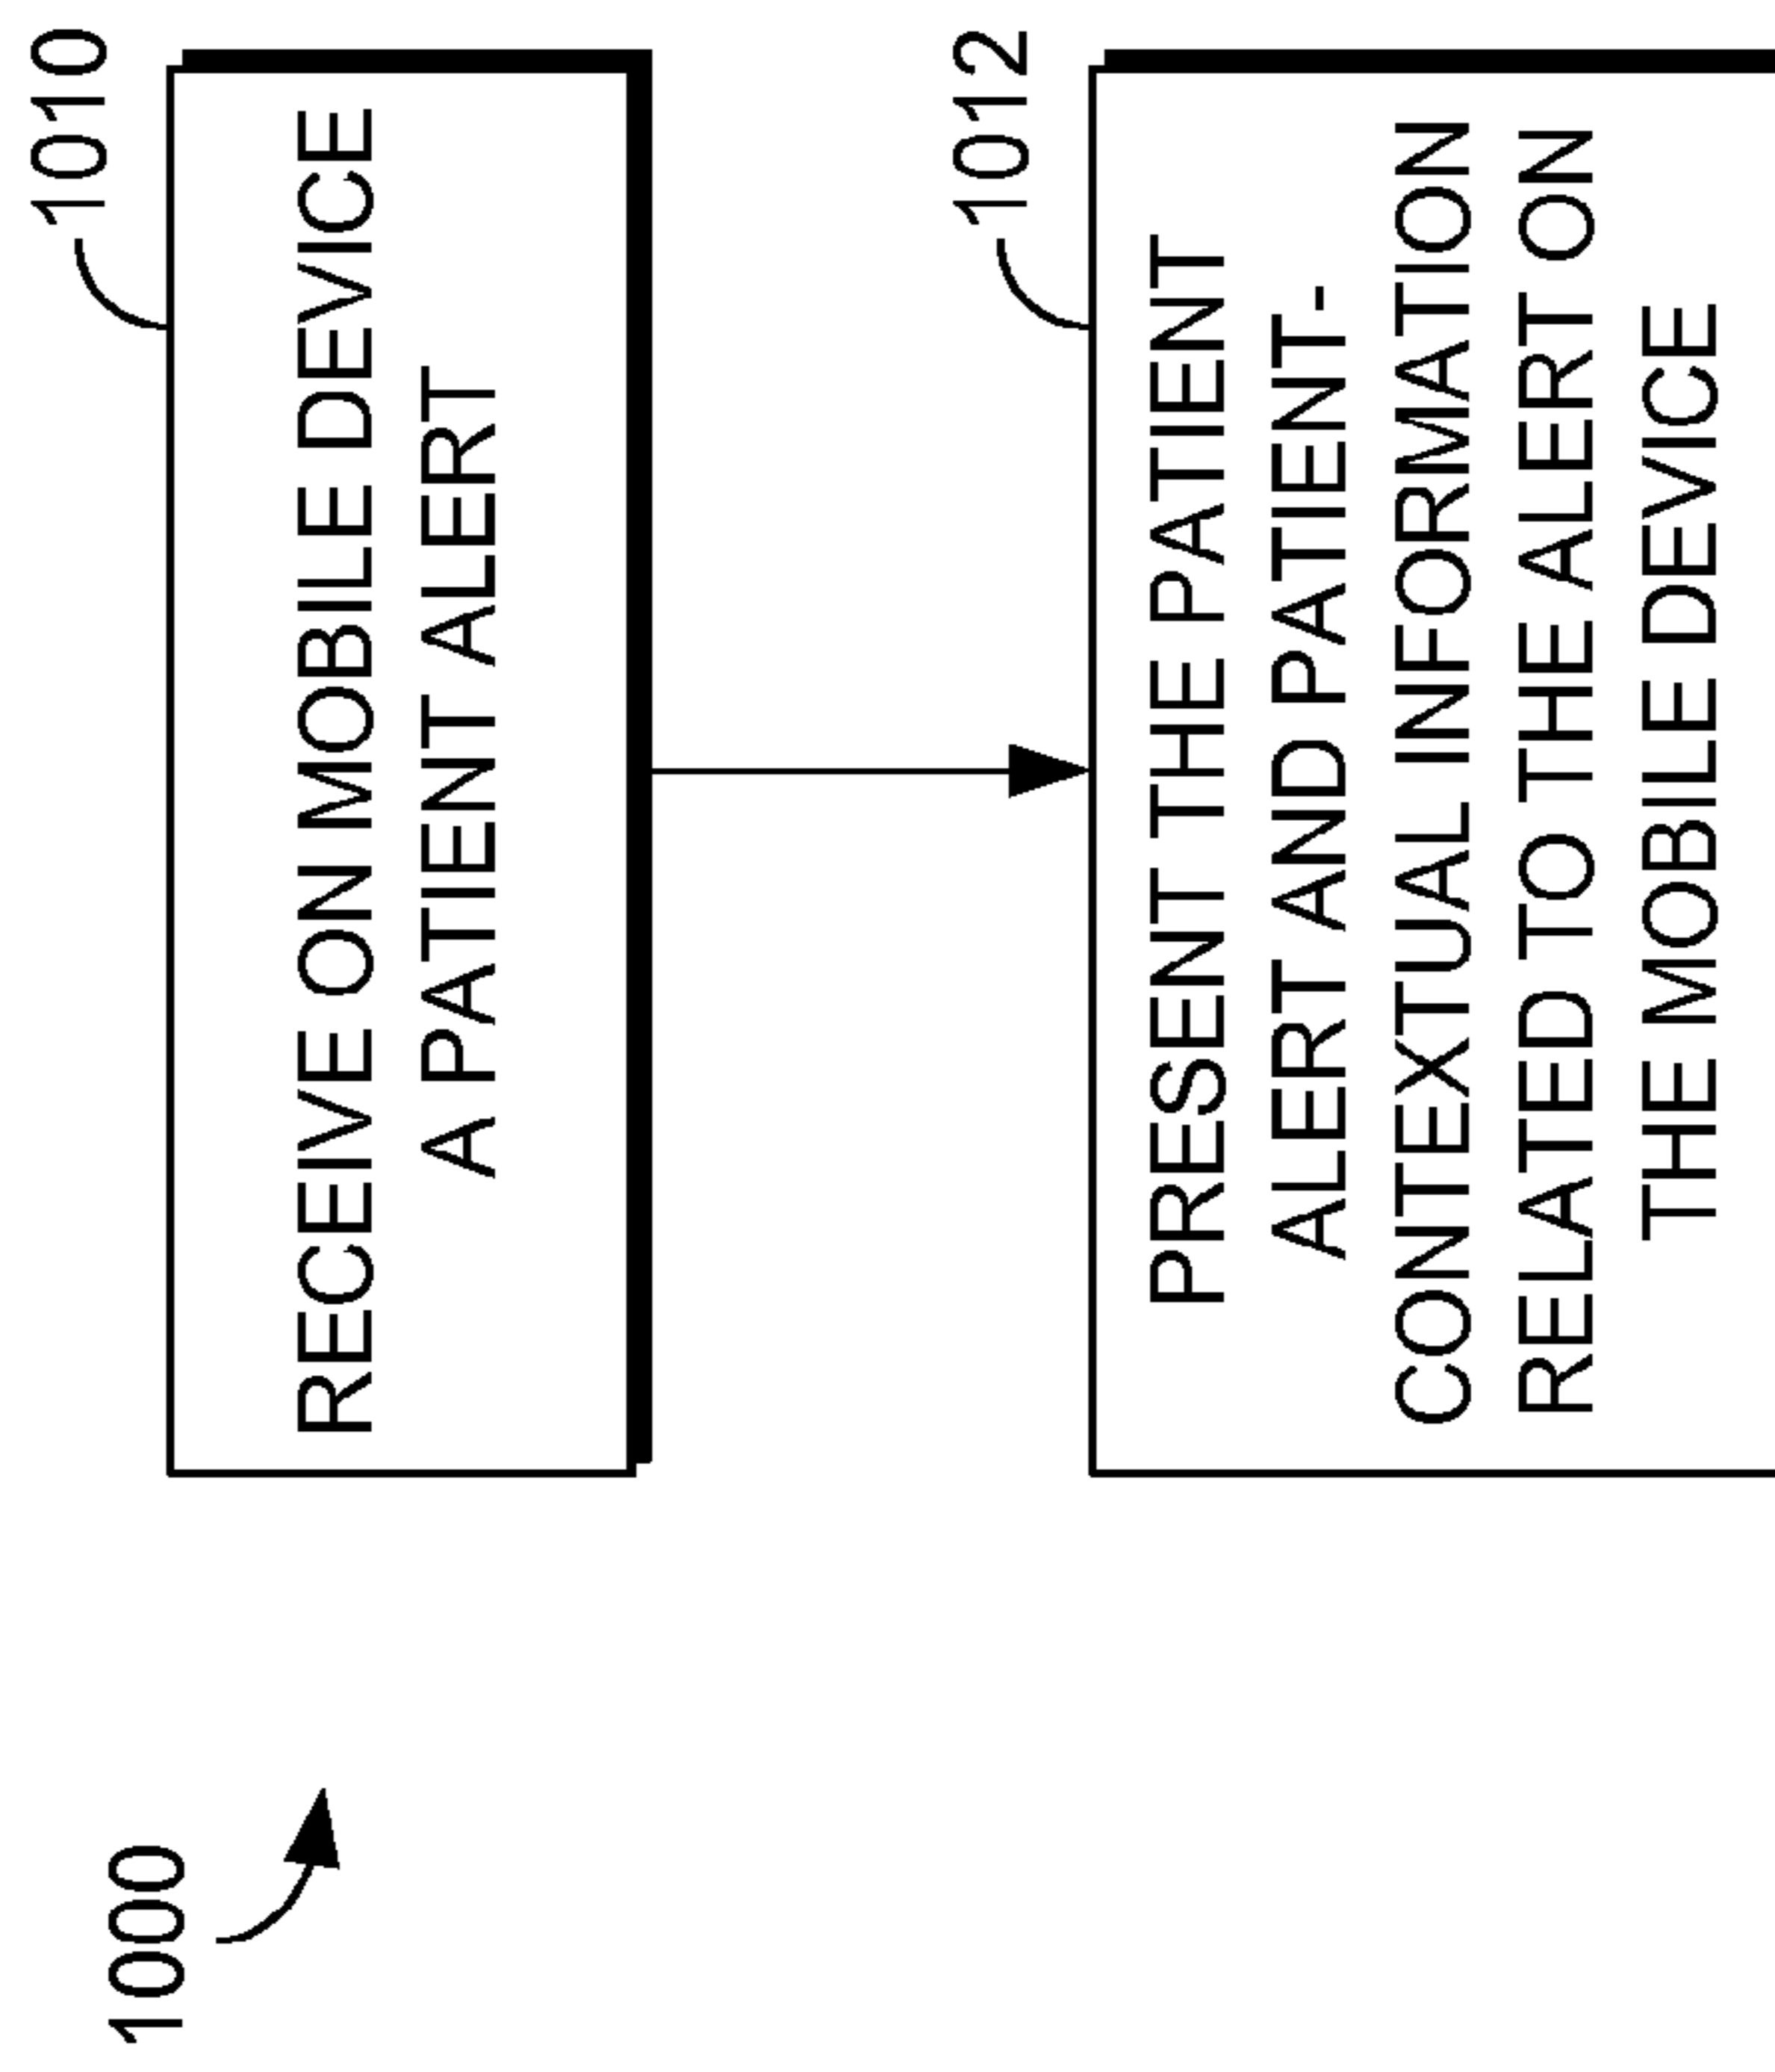 1000
1010
RECEIVE ON MOBILE DEVICE
A PATIENT ALERT
1012
PRESENT THE PATIENT
ALERT AND PATIENT-
CONTEXTUAL INFORMATION
RELATED TO THE ALERT ON
THE MOBILE DEVICE